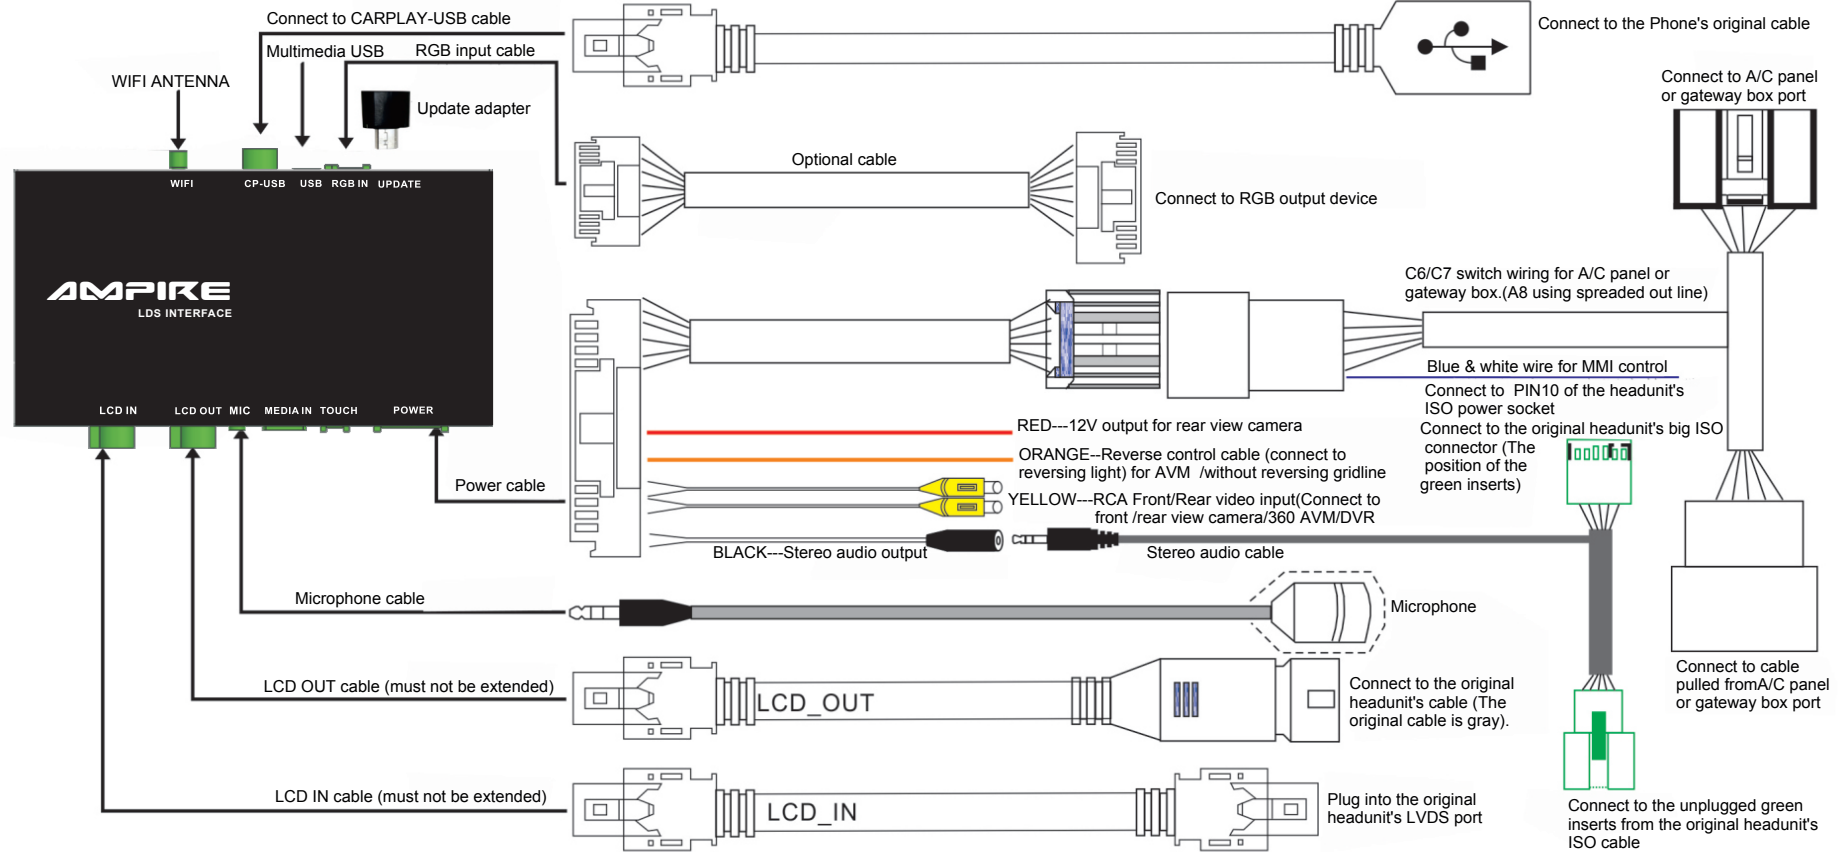 Connect to CARPLAY-USB cable
Multimedia USB
RGB input cable
WIFI ANTENNA
Update adapter
Connect to the Phone's original cable
Connect to A/C panel
or gateway box port
Optional cable
Connect to RGB output device
WIFI
CP-USB
USB
RGB IN
UPDATE
AMPIRE
LDS INTERFACE
LCD IN
LCD OUT
MIC
MEDIA IN
TOUCH
POWER
C6/C7 switch wiring for A/C panel or
gateway box.(A8 using spreaded out line)
Blue & white wire for MMI control
Connect to  PIN10 of the headunit's
ISO power socket
Connect to the original headunit's big ISO
connector (The
position of the
green inserts)
RED---12V output for rear view camera
ORANGE--Reverse control cable (connect to
reversing light) for AVM  /without reversing gridline
Power cable
YELLOW---RCA Front/Rear video input(Connect to
front /rear view camera/360 AVM/DVR
BLACK---Stereo audio output
Stereo audio cable
Microphone cable
Microphone
LCD OUT cable (must not be extended)
LCD_OUT
Connect to the original
headunit's cable (The
original cable is gray).
Connect to cable
pulled fromA/C panel
or gateway box port
LCD IN cable (must not be extended)
LCD_IN
Plug into the original
headunit's LVDS port
Connect to the unplugged green
inserts from the original headunit's
ISO cable